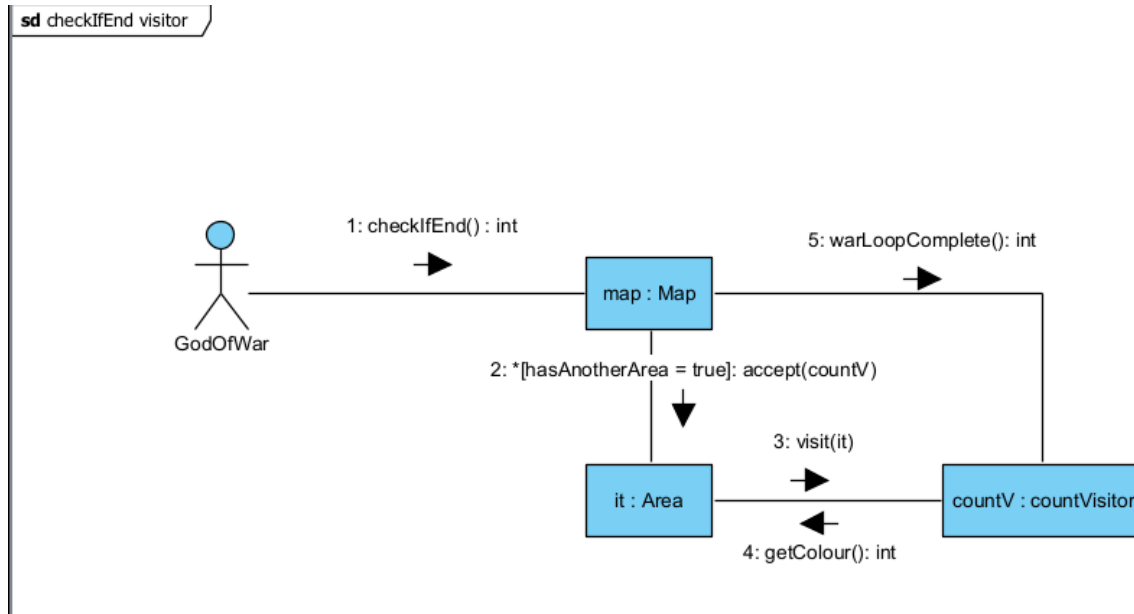 sd checkIfEnd visitor
1: checkIfEnd() : int
5: warLoopComplete(): int
map : Map
GodOfWar
2: *[hasAnotherArea = true]: accept(countV)
3: visit(it)
it : Area
countV : countVisitor
4: getColour(): int